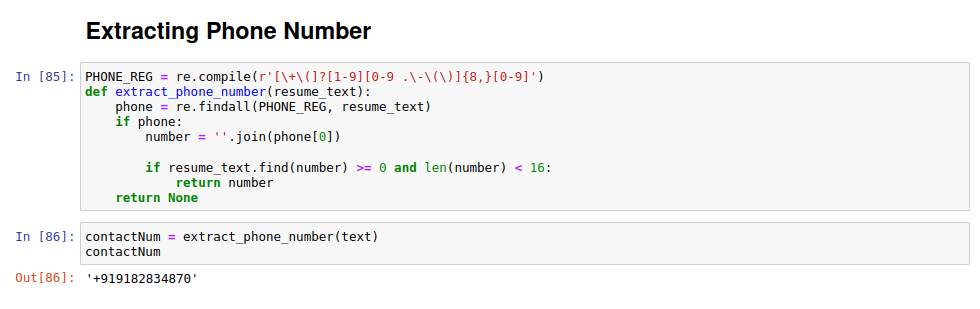 Extracting Phone Number
In [85]: PHONE_REG = re.compile(r'[\+\(]?[1-9][0-9 .\-\(\)]{8,}[0-9]')
def extract_phone_number(resume_text):
    phone = re.findall(PHONE_REG, resume_text)
    if phone:
        number = ''.join(phone[0])
        if resume_text.find(number) >= 0 and len(number) < 16:
            return number
    return None
In [86]: contactNum = extract_phone_number(text)
contactNum
Out[86]: '+919182834870'